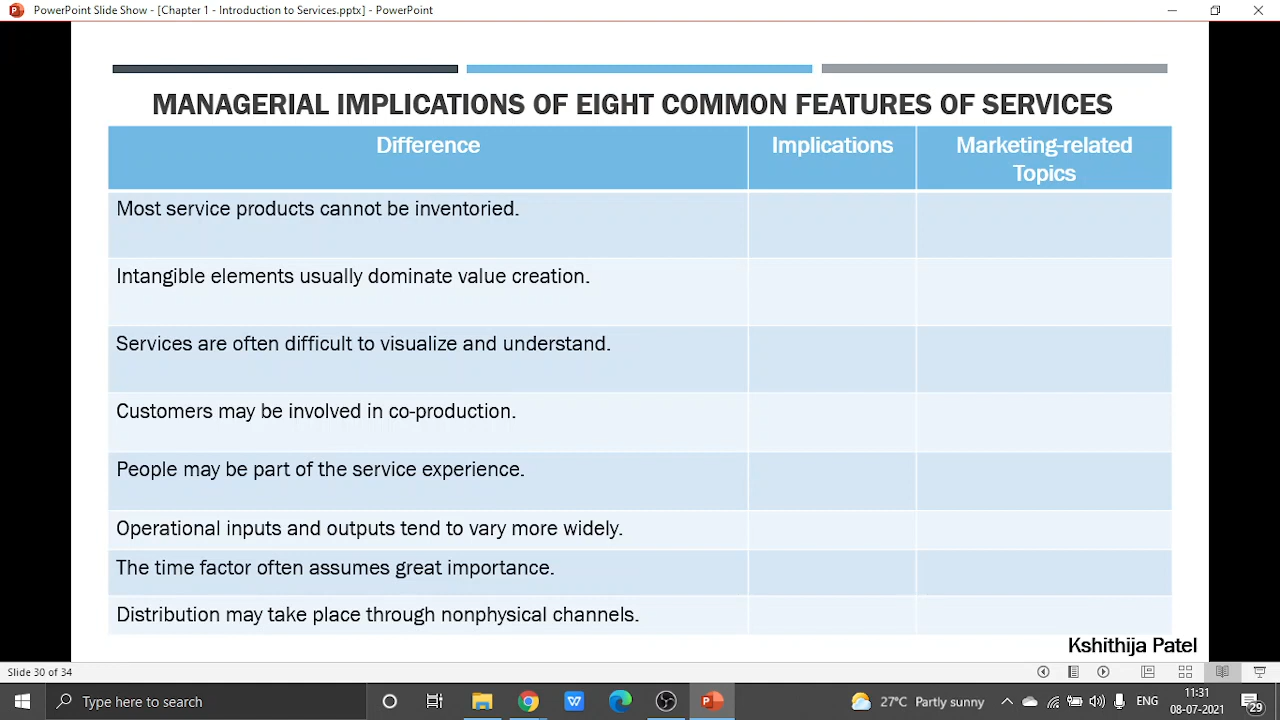 PowerPoint Slide Show - [Chapter 1 - Introduction to Services.pptx] - PowerPoint
MANAGERIAL IMPLICATIONS OF EIGHT COMMON FEATURES OF SERVICES
Difference
Implications
Marketing-related
Topics
Most service products cannot be inventoried.
Intangible elements usually dominate value creation.
Services are often difficult to visualize and understand.
Customers may be involved in co-production.
People may be part of the service experience.
Operational inputs and outputs tend to vary more widely.
The time factor often assumes great importance.
Distribution may take place through nonphysical channels.
Kshithija Patel
Slide 30 of 34
Type here to search
27°C Partly sunny
ENG
11:31
08-07-2021
29